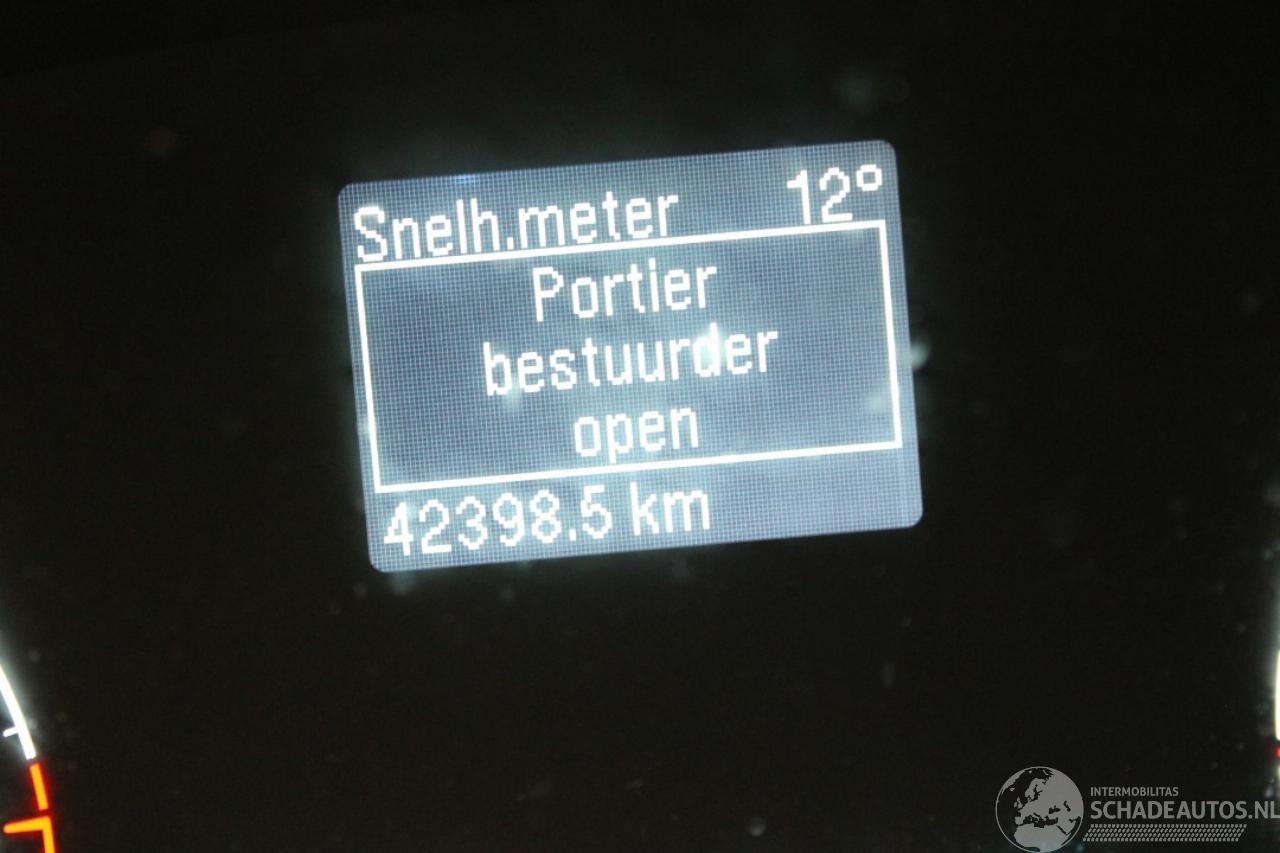 Snelh.meter 12°
Portier
bestuurder
open
42398.5 km
INTERMOBILITAS
SCHADEAUTOS.NL